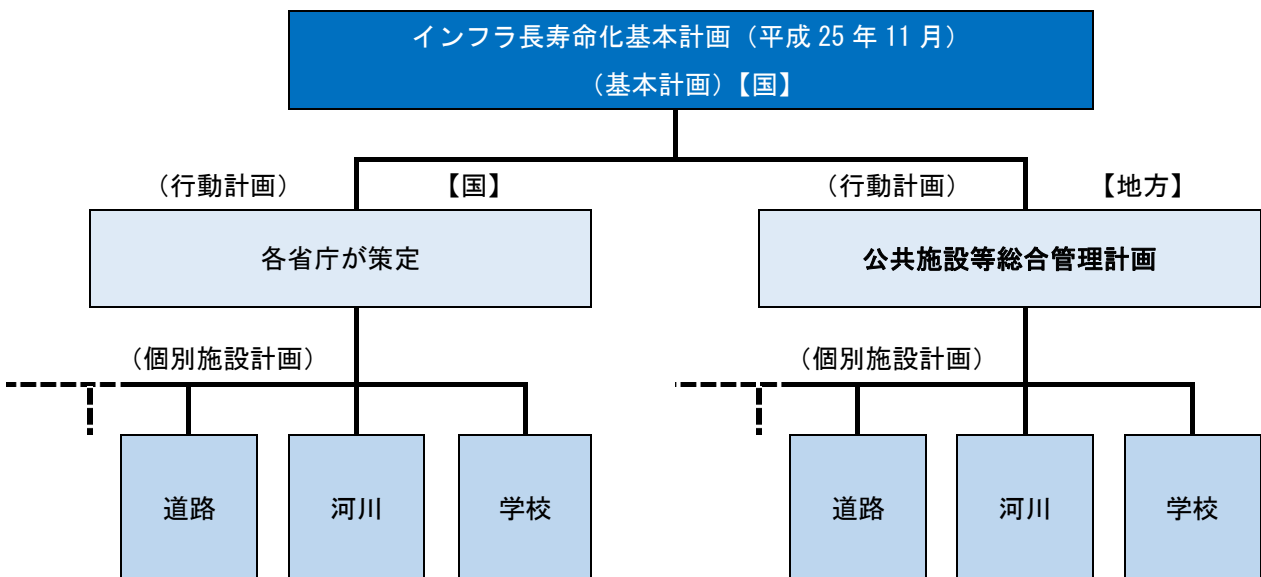 インフラ長寿命化基本計画（平成 25 年 11 月）
（基本計画）【国】
（行動計画）
【国】
（行動計画）
【地方】
各省庁が策定
公共施設等総合管理計画
（個別施設計画）
（個別施設計画）
道路
河川
学校
道路
河川
学校